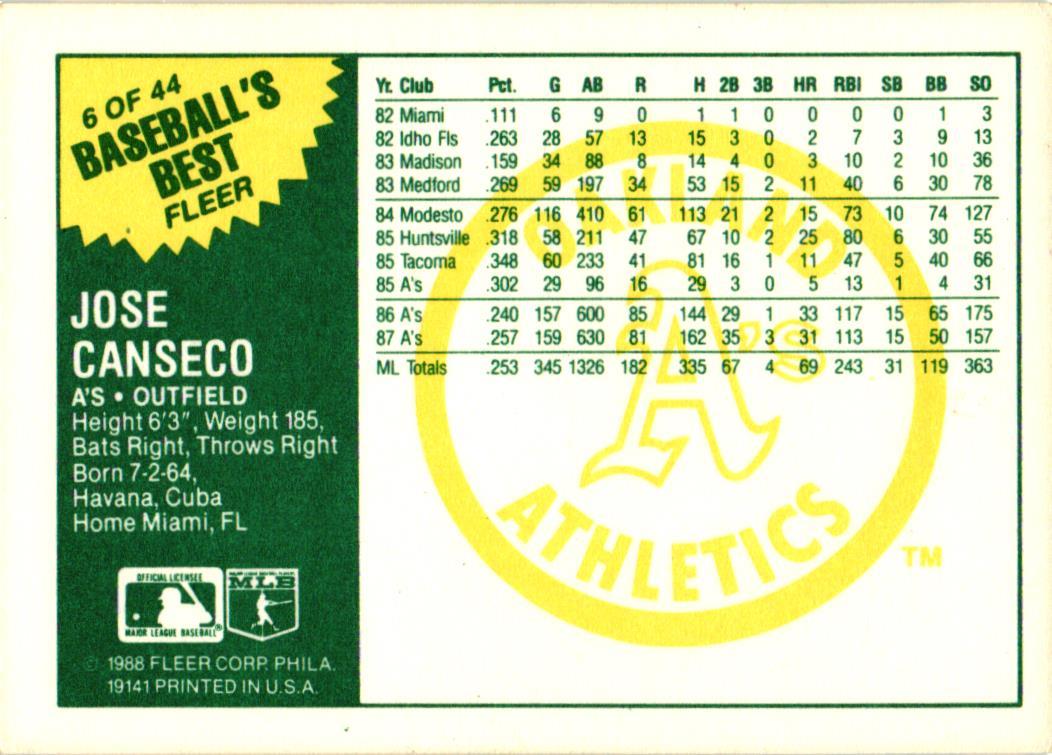 6 OF 44
BASEBALL'S
BEST
FLEER
JOSE
CANSECO
A'S • OUTFIELD
Height 6'3", Weight 185,
Bats Right, Throws Right
Born 7-2-64,
Havana, Cuba
Home Miami, FL
OFFICIAL LICENSEE
MAJOR LEAGUE BASEBALL®
MAJOR LEAGUE BASEBALL PLAYERS
MLB
© 1988 FLEER CORP. PHILA.
19141 PRINTED IN U.S.A.
Yr. Club Pct. G AB R H 2B 3B HR RBI SB BB SO
82 Miami .111 6 9 0 1 1 0 0 0 0 1 3
82 Idho Fls .263 28 57 13 15 3 0 2 7 3 9 13
83 Madison .159 34 88 8 14 4 0 3 10 2 10 36
83 Medford .269 59 197 34 53 15 2 11 40 6 30 78
84 Modesto .276 116 410 61 113 21 2 15 73 10 74 127
85 Huntsville .318 58 211 47 67 10 2 25 80 6 30 55
85 Tacoma .348 60 233 41 81 16 1 11 47 5 40 66
85 A's .302 29 96 16 29 3 0 5 13 1 4 31
86 A's .240 157 600 85 144 29 1 33 117 15 65 175
87 A's .257 159 630 81 162 35 3 31 113 15 50 157
ML Totals .253 345 1326 182 335 67 4 69 243 31 119 363
OAKLAND
A's
ATHLETICS
TM